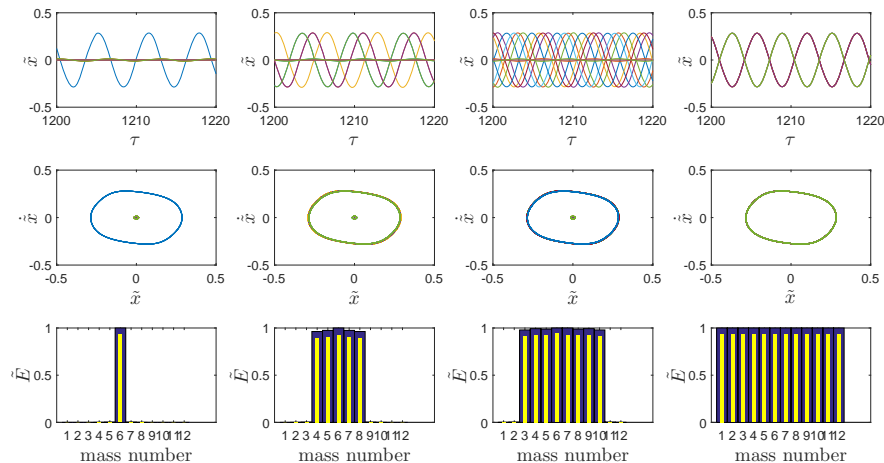 0.5 0.5 0.5 0.5
x̃ 0 x̃ 0 x̃ 0 x̃ 0
-0.5 -0.5 -0.5 -0.5
1200 1210 1220 1200 1210 1220 1200 1210 1220 1200 1210 1220
τ τ τ τ
0.5 0.5 0.5 0.5
ẋ̃ 0 ẋ̃ 0 ẋ̃ 0 ẋ̃ 0
-0.5 -0.5 -0.5 -0.5
-0.5 0 0.5 -0.5 0 0.5 -0.5 0 0.5 -0.5 0 0.5
x̃ x̃ x̃ x̃
1 1 1 1
Ẽ 0.5 Ẽ 0.5 Ẽ 0.5 Ẽ 0.5
0 0 0 0
1 2 3 4 5 6 7 8 9 10 11 12 1 2 3 4 5 6 7 8 9 10 11 12 1 2 3 4 5 6 7 8 9 10 11 12 1 2 3 4 5 6 7 8 9 10 11 12
mass number mass number mass number mass number